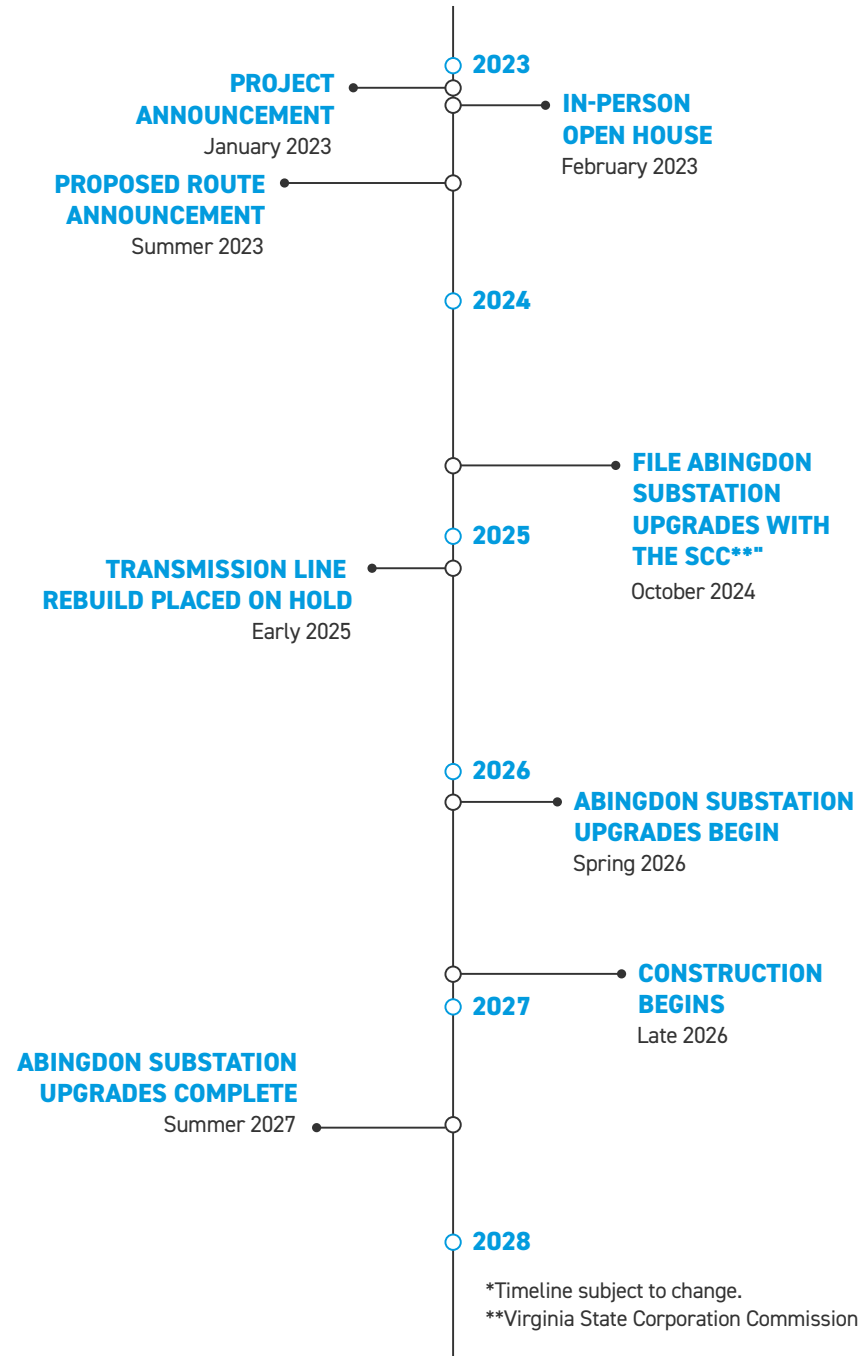 2023
PROJECT
ANNOUNCEMENT
January 2023
IN-PERSON
OPEN HOUSE
February 2023
PROPOSED ROUTE
ANNOUNCEMENT
Summer 2023
2024
FILE ABINGDON
SUBSTATION
UPGRADES WITH
THE SCC**"
October 2024
2025
TRANSMISSION LINE
REBUILD PLACED ON HOLD
Early 2025
2026
ABINGDON SUBSTATION
UPGRADES BEGIN
Spring 2026
CONSTRUCTION
BEGINS
Late 2026
2027
ABINGDON SUBSTATION
UPGRADES COMPLETE
Summer 2027
2028
*Timeline subject to change.
**Virginia State Corporation Commission